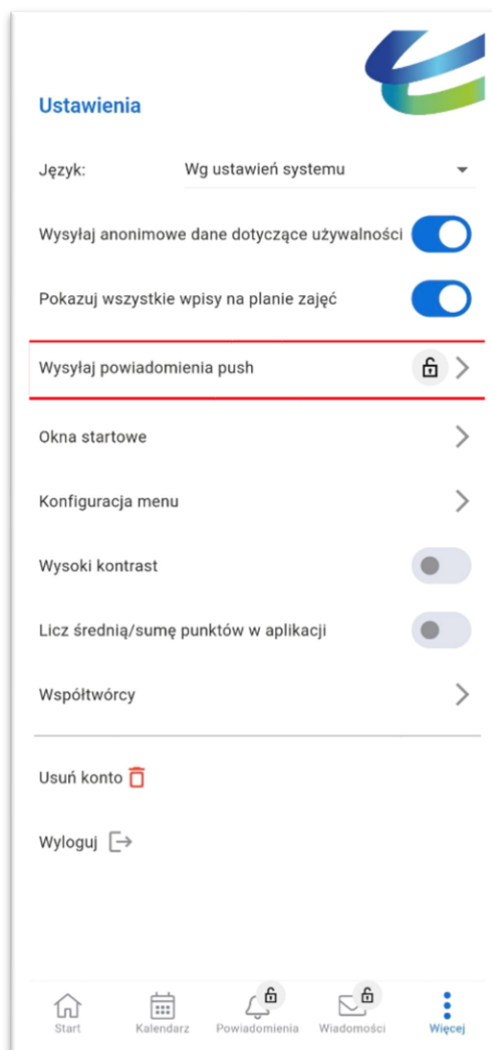 Ustawienia
Język: Wg ustawień systemu
Wysyłaj anonimowe dane dotyczące używalności
Pokazuj wszystkie wpisy na planie zajęć
Wysyłaj powiadomienia push
Okna startowe
Konfiguracja menu
Wysoki kontrast
Licz średnią/sumę punktów w aplikacji
Współtwórcy
Usuń konto
Wyloguj
Start Kalendarz Powiadomienia Wiadomości Więcej